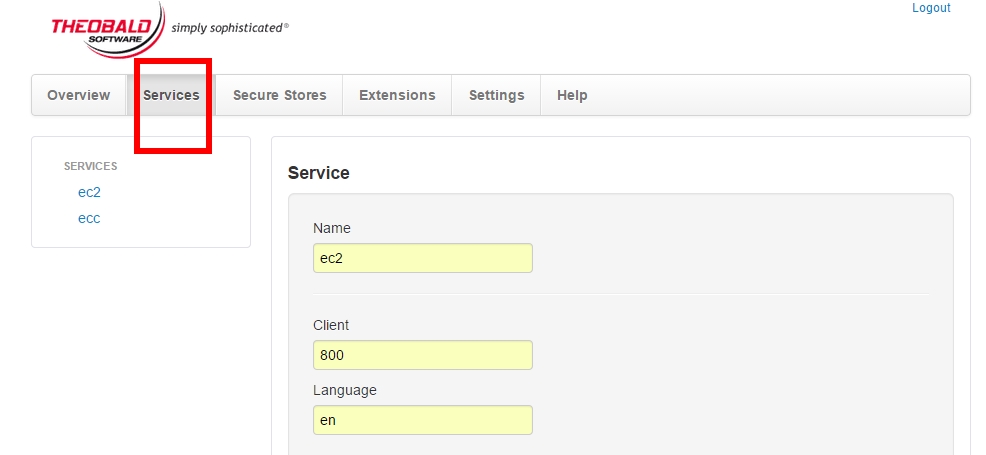 Logout
THEOBALD
SOFTWARE
simply sophisticated®
Overview Services Secure Stores Extensions Settings Help
SERVICES
ec2
ecc
Service
Name
ec2
Client
800
Language
en